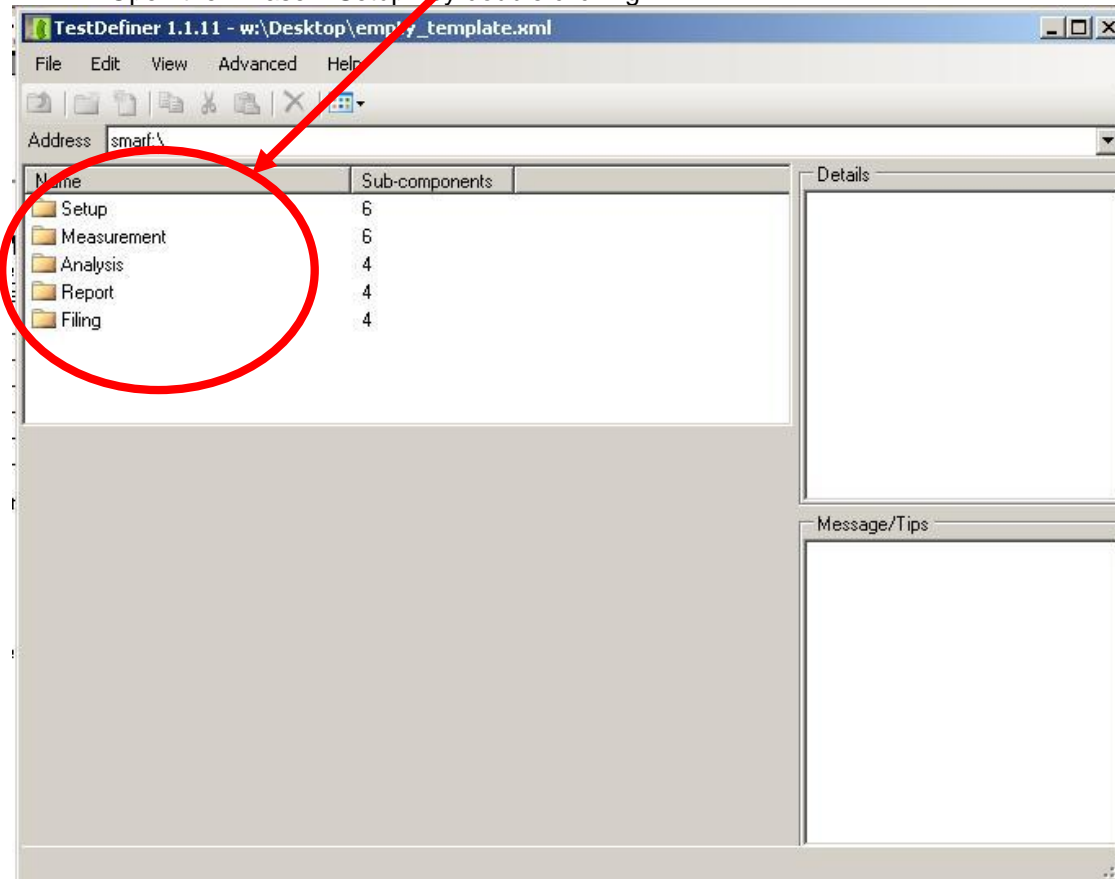 TestDefiner 1.1.11 - w:\Desktop\empty_template.xml
File Edit View Advanced Help
Address smarf:\
Name Sub-components
Setup 6
Measurement 6
Analysis 4
Report 4
Filing 4
Details
Message/Tips